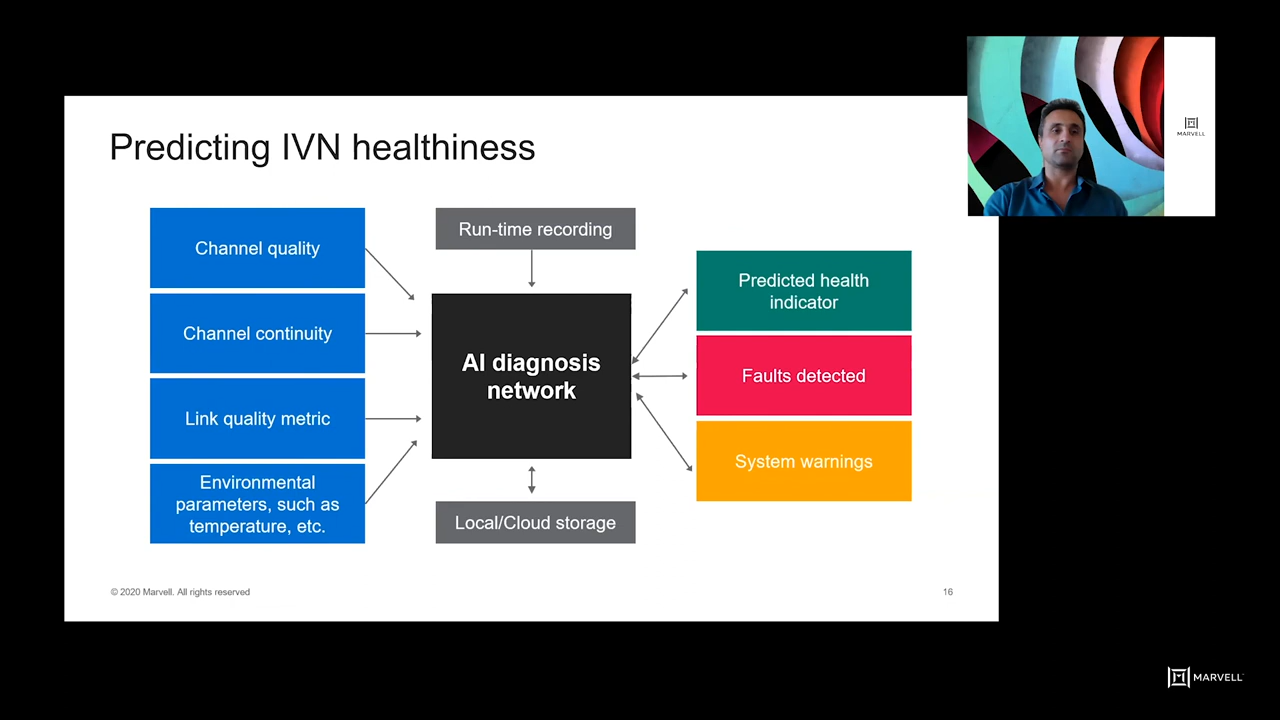 Predicting IVN healthiness
Channel quality
Channel continuity
Link quality metric
Environmental
parameters, such as
temperature, etc.
Run-time recording
AI diagnosis
network
Local/Cloud storage
Predicted health
indicator
Faults detected
System warnings
© 2020 Marvell. All rights reserved
16
MARVELL
MARVELL